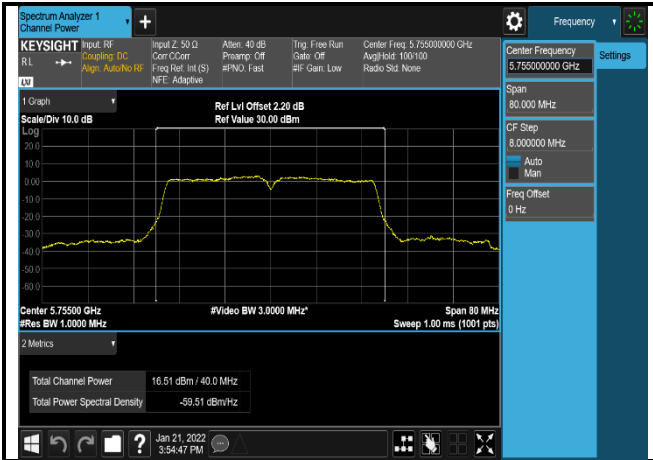 Spectrum Analyzer 1
Channel Power
+
Frequency
KEYSIGHT
RL
LXI
Input: RF
Coupling: DC
Align: Auto/No RF
Input Z: 50 Ω
Corr CCorr
Freq Ref: Int (S)
NFE: Adaptive
Atten: 40 dB
Preamp: Off
#PNO: Fast
Trig: Free Run
Gate: Off
#IF Gain: Low
Center Freq: 5.755000000 GHz
Avg|Hold: 100/100
Radio Std: None
Center Frequency
5.755000000 GHz
Settings
Span
80.000 MHz
CF Step
8.000000 MHz
Auto
Man
Freq Offset
0 Hz
1 Graph
Scale/Div 10.0 dB
Ref Lvl Offset 2.20 dB
Ref Value 30.00 dBm
Log
20.0
10.0
0.00
-10.0
-20.0
-30.0
-40.0
-50.0
-60.0
Center 5.75500 GHz
#Video BW 3.0000 MHz*
Span 80 MHz
#Res BW 1.0000 MHz
Sweep 1.00 ms (1001 pts)
2 Metrics
Total Channel Power 16.51 dBm / 40.0 MHz
Total Power Spectral Density -59.51 dBm/Hz
?
Jan 21, 2022
3:54:47 PM